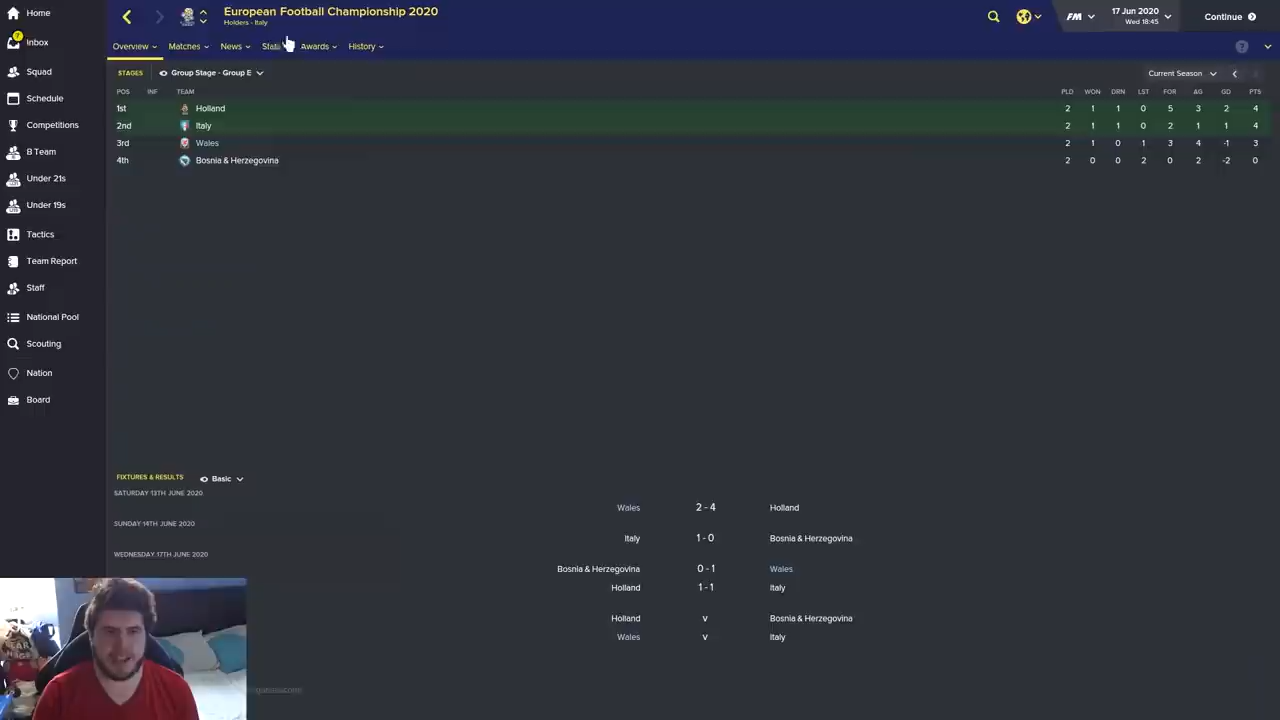 Home
European Football Championship 2020
Holders - Italy
FM
17 Jun 2020
Wed 18:45
Continue
Inbox
Overview
Matches
News
Awards
History
Squad
STAGES
Group Stage - Group E
Current Season
POS INF TEAM PLD WON DRN LST FOR AG GD PTS
1st Holland 2 1 1 0 5 3 2 4
2nd Italy 2 1 1 0 2 1 1 4
3rd Wales 2 1 0 1 3 4 -1 3
4th Bosnia & Herzegovina 2 0 0 2 0 2 -2 0
Schedule
Competitions
B Team
Under 21s
Under 19s
Tactics
Team Report
Staff
National Pool
Scouting
Nation
Board
FIXTURES & RESULTS
Basic
SATURDAY 13TH JUNE 2020
Wales 2 - 4 Holland
SUNDAY 14TH JUNE 2020
Italy 1 - 0 Bosnia & Herzegovina
WEDNESDAY 17TH JUNE 2020
Bosnia & Herzegovina 0 - 1 Wales
Holland 1 - 1 Italy
Holland v Bosnia & Herzegovina
Wales v Italy